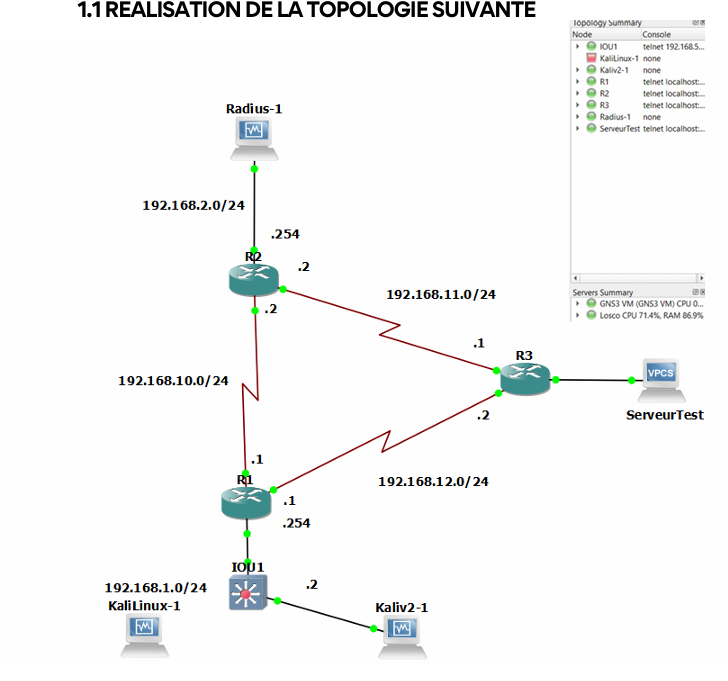 1.1 REALISATION DE LA TOPOLOGIE SUIVANTE
Topology Summary
Node Console
IOU1 telnet 192.168.5...
KaliLinux-1 none
Kaliv2-1 none
R1 telnet localhost:...
R2 telnet localhost:...
R3 telnet localhost:...
Radius-1 none
ServeurTest telnet localhost:...
Servers Summary
GNS3 VM (GNS3 VM) CPU 0...
Losco CPU 71.4%, RAM 86.9%
Radius-1
192.168.2.0/24
.254
R2
.2
.2
192.168.11.0/24
.1
R3
VPCS
ServeurTest
.2
192.168.10.0/24
192.168.12.0/24
.1
R1
.1
.254
IOU1
192.168.1.0/24
.2
KaliLinux-1
Kaliv2-1